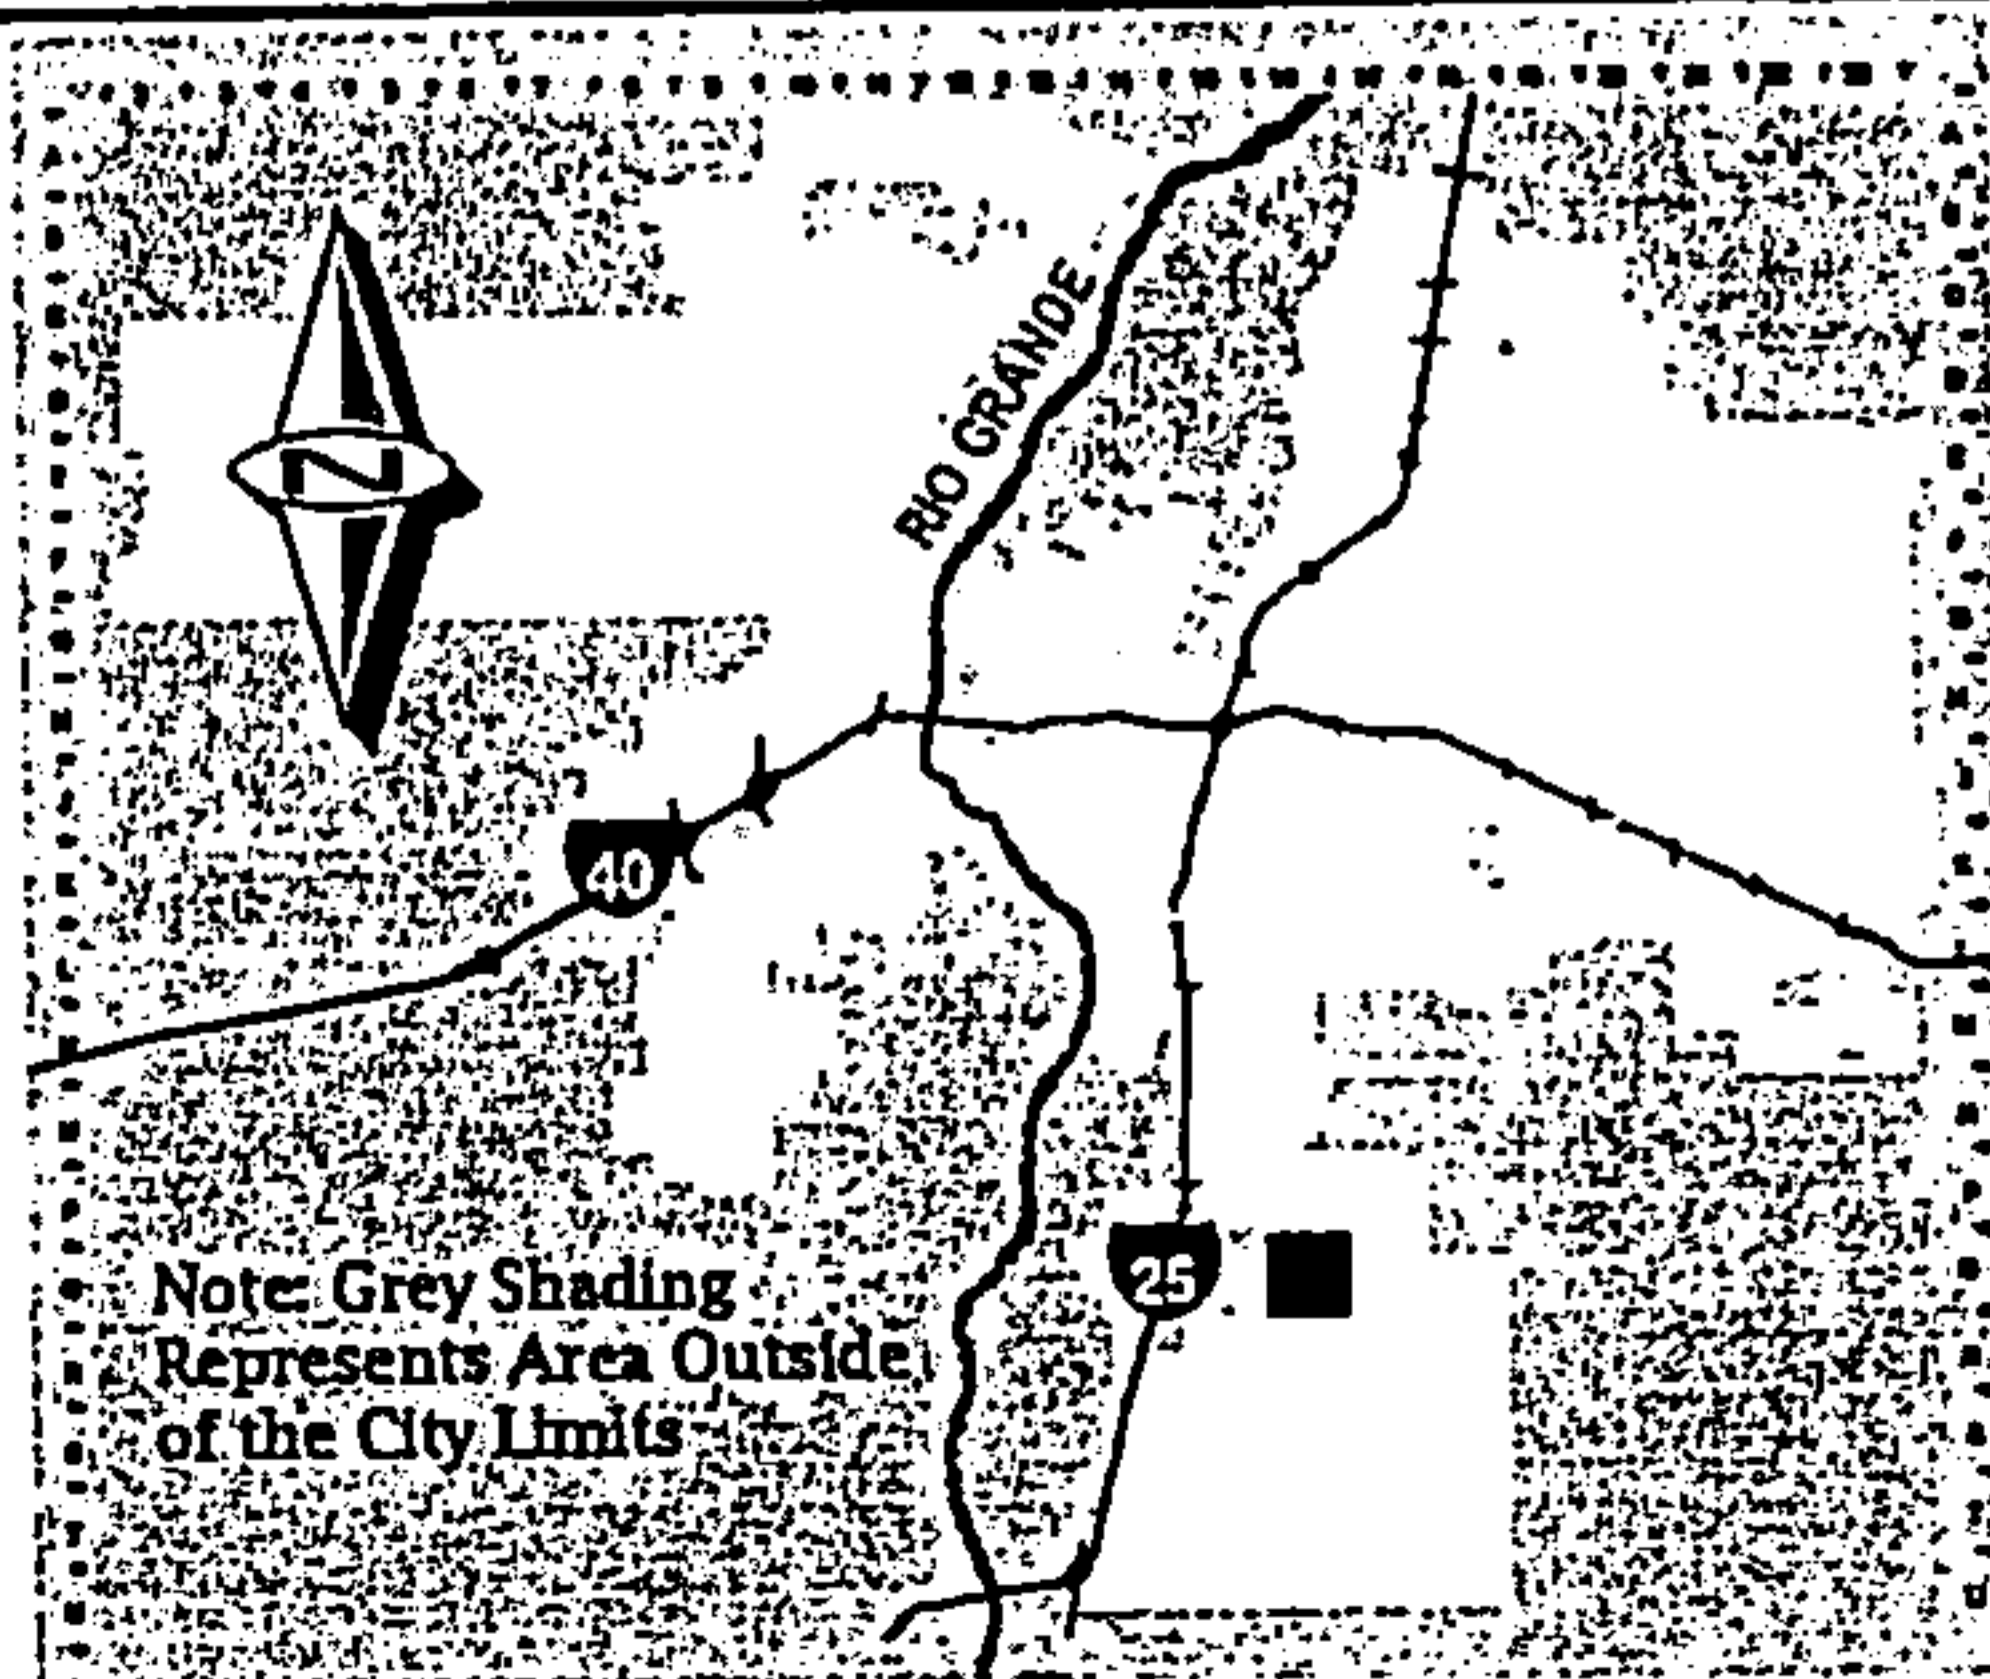 N
RIO GRANDE
40
25
Note: Grey Shading
Represents Area Outside
of the City Limits